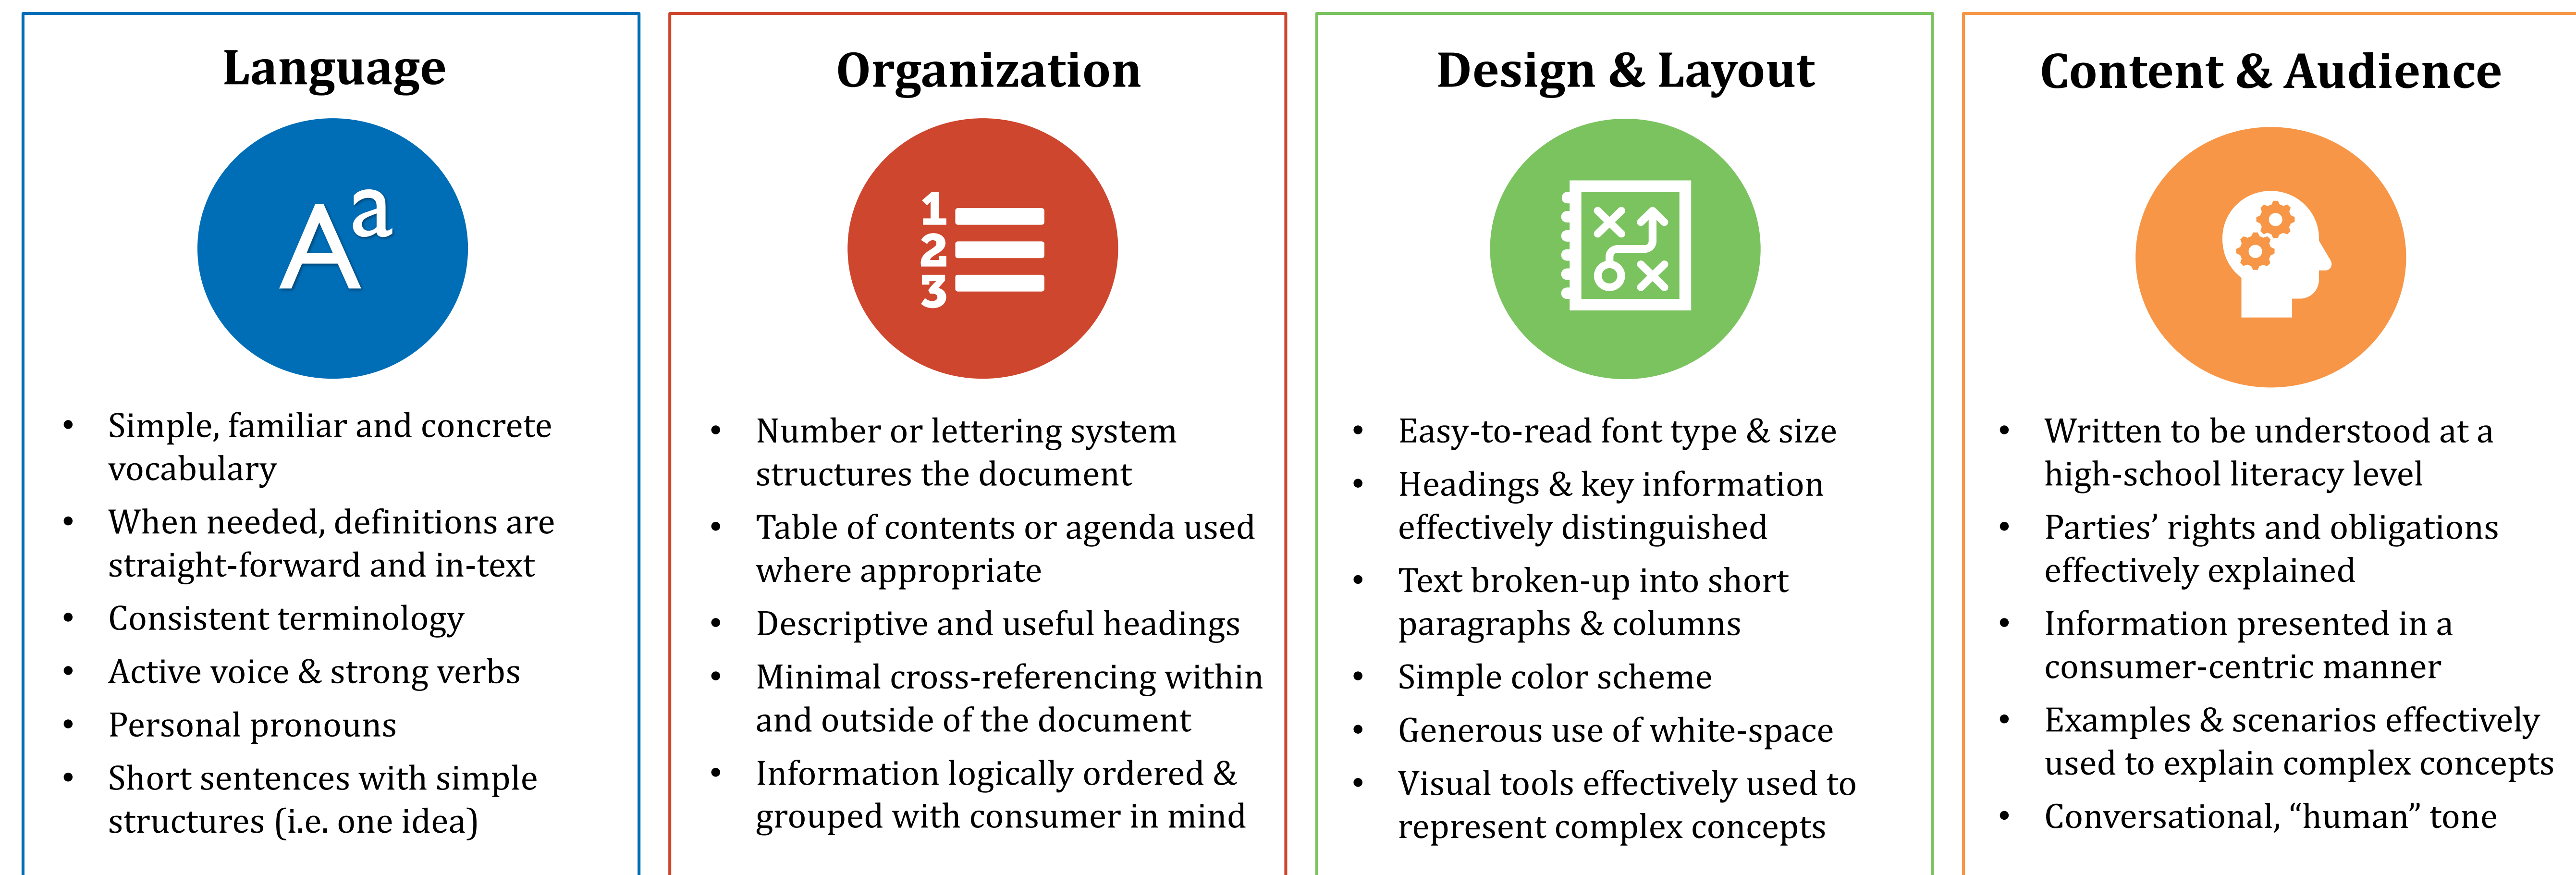 Language
Aa
• Simple, familiar and concrete
vocabulary
• When needed, definitions are
straight-forward and in-text
• Consistent terminology
• Active voice & strong verbs
• Personal pronouns
• Short sentences with simple
structures (i.e. one idea)
Organization
1
2
3
• Number or lettering system
structures the document
• Table of contents or agenda used
where appropriate
• Descriptive and useful headings
• Minimal cross-referencing within
and outside of the document
• Information logically ordered &
grouped with consumer in mind
Design & Layout
• Easy-to-read font type & size
• Headings & key information
effectively distinguished
• Text broken-up into short
paragraphs & columns
• Simple color scheme
• Generous use of white-space
• Visual tools effectively used to
represent complex concepts
Content & Audience
• Written to be understood at a
high-school literacy level
• Parties’ rights and obligations
effectively explained
• Information presented in a
consumer-centric manner
• Examples & scenarios effectively
used to explain complex concepts
• Conversational, “human” tone